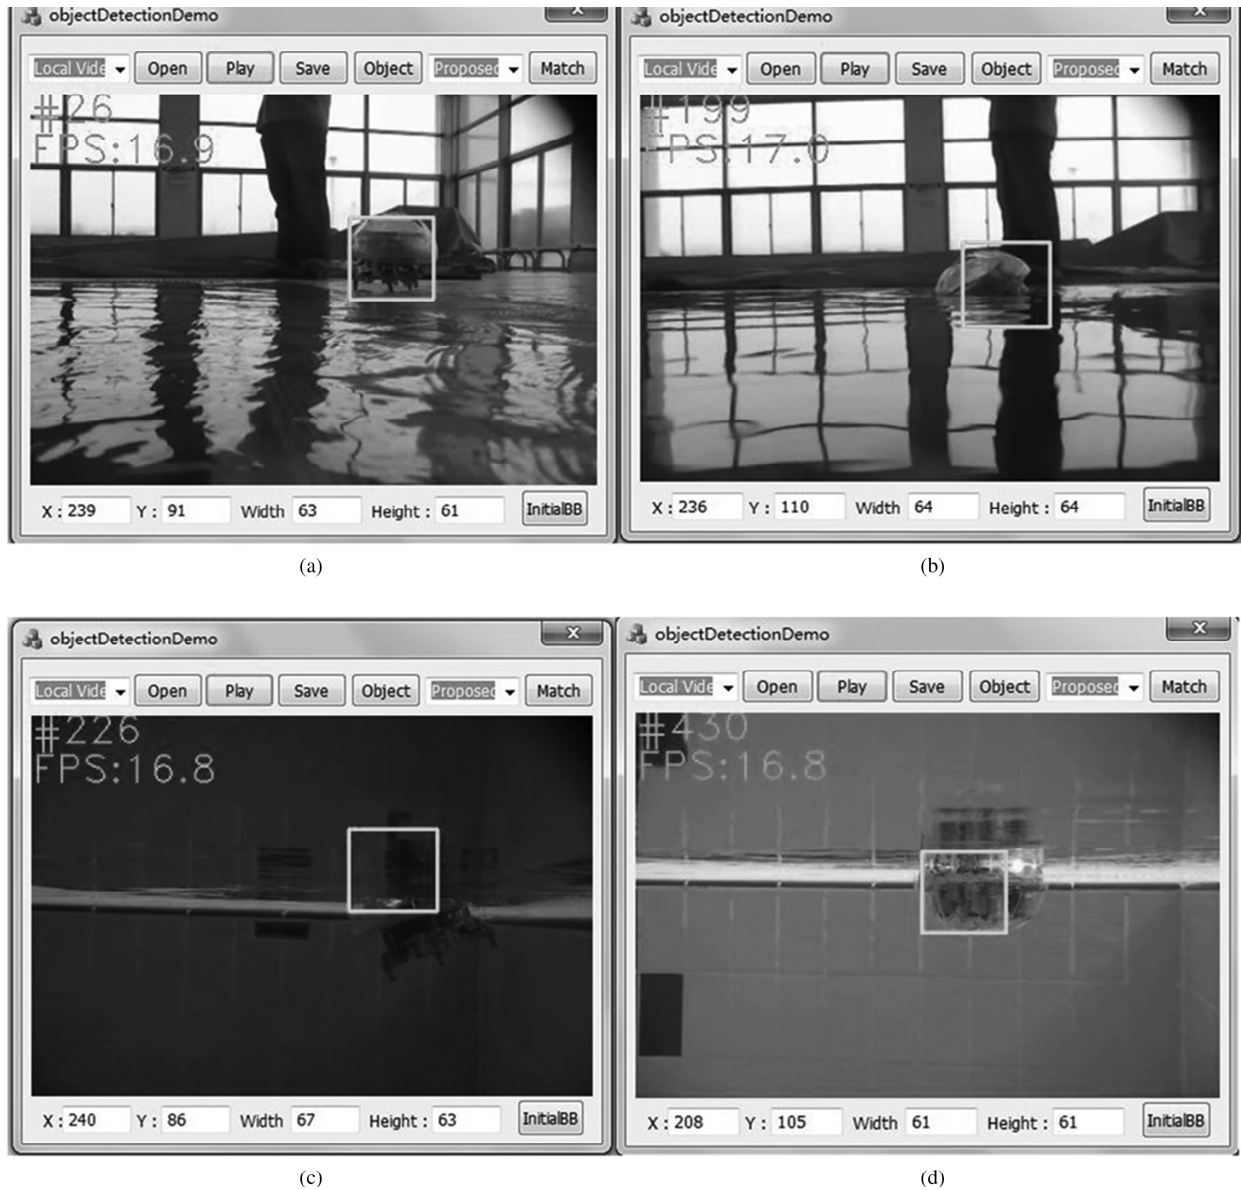 objectDetectionDemo
Local Vide Open Play Save Object Proposed Match
#26
FPS:16.9
X : 239 Y : 91 Width 63 Height : 61 InitialBB
(a)
objectDetectionDemo
Local Vide Open Play Save Object Proposed Match
#199
FPS:17.0
X : 236 Y : 110 Width 64 Height : 64 InitialBB
(b)
objectDetectionDemo
Local Vide Open Play Save Object Proposed Match
#226
FPS:16.8
X : 240 Y : 86 Width 67 Height : 63 InitialBB
(c)
objectDetectionDemo
Local Vide Open Play Save Object Proposed Match
#430
FPS:16.8
X : 208 Y : 105 Width 61 Height : 61 InitialBB
(d)